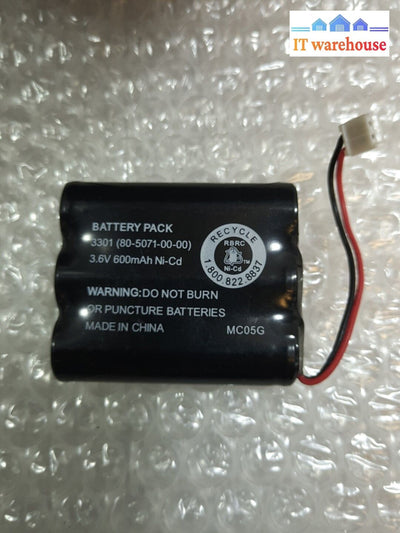 IT warehouse
BATTERY PACK
3301 (80-5071-00-00)
3.6V 600mAh Ni-Cd
RECYCLE
RBRC
TM
Ni-Cd
1.800.822.8837
WARNING:DO NOT BURN
OR PUNCTURE BATTERIES
MADE IN CHINA
MC05G